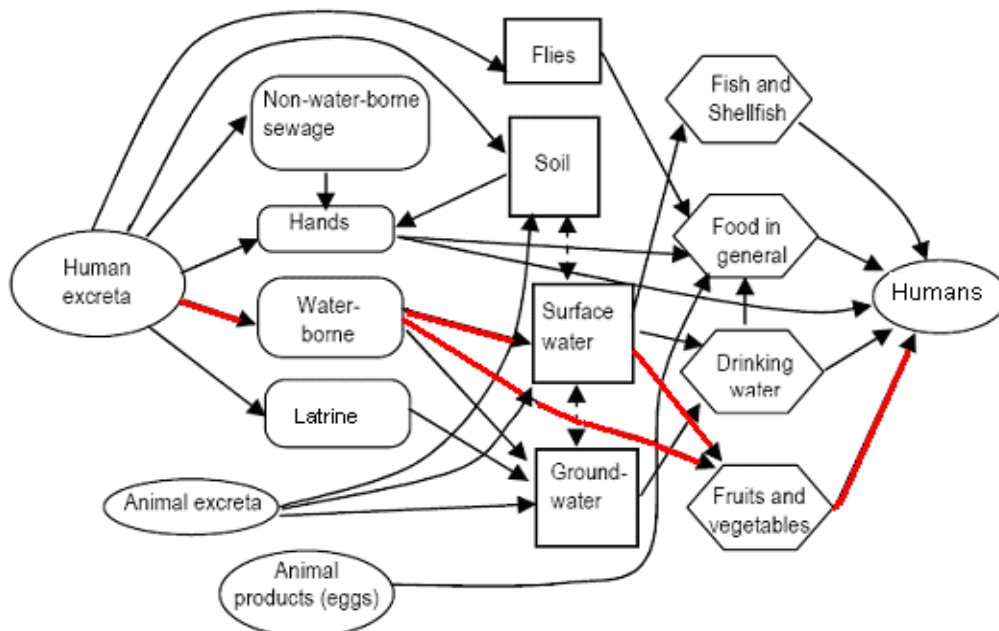 Flies
Fish and
Shellfish
Non-water-borne
sewage
Soil
Hands
Food in
general
Human
excreta
Humans
Water-
borne
Surface
water
Drinking
water
Latrine
Ground-
water
Fruits and
vegetables
Animal excreta
Animal
products (eggs)